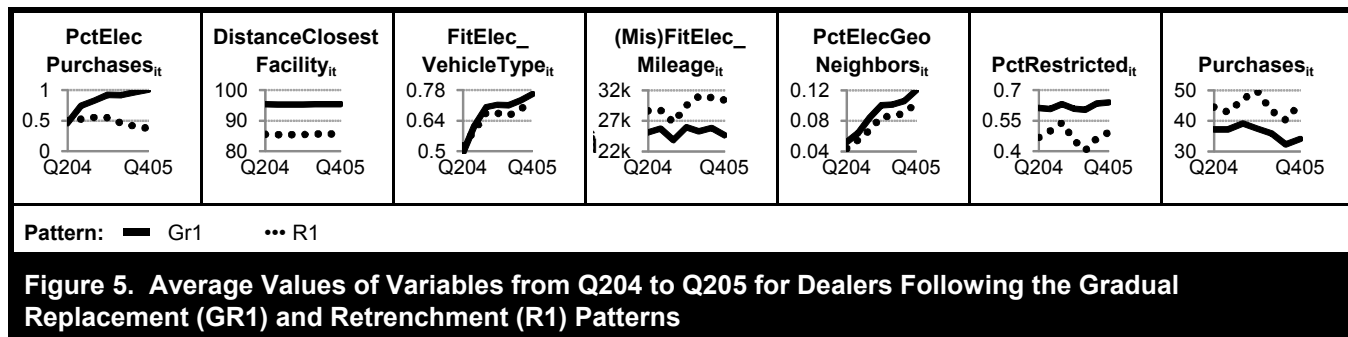 PctElec
Purchases_it
1
0.5
0
Q204 Q405
DistanceClosest
Facility_it
100
90
80
Q204 Q405
FitElec_
VehicleType_it
0.78
0.64
0.5
Q204 Q405
(Mis)FitElec_
Mileage_it
32k
27k
22k
Q204 Q405
PctElecGeo
Neighbors_it
0.12
0.08
0.04
Q204 Q405
PctRestricted_it
0.7
0.55
0.4
Q204 Q405
Purchases_it
50
40
30
Q204 Q405
Pattern: Gr1 R1
Figure 5. Average Values of Variables from Q204 to Q205 for Dealers Following the Gradual
Replacement (GR1) and Retrenchment (R1) Patterns